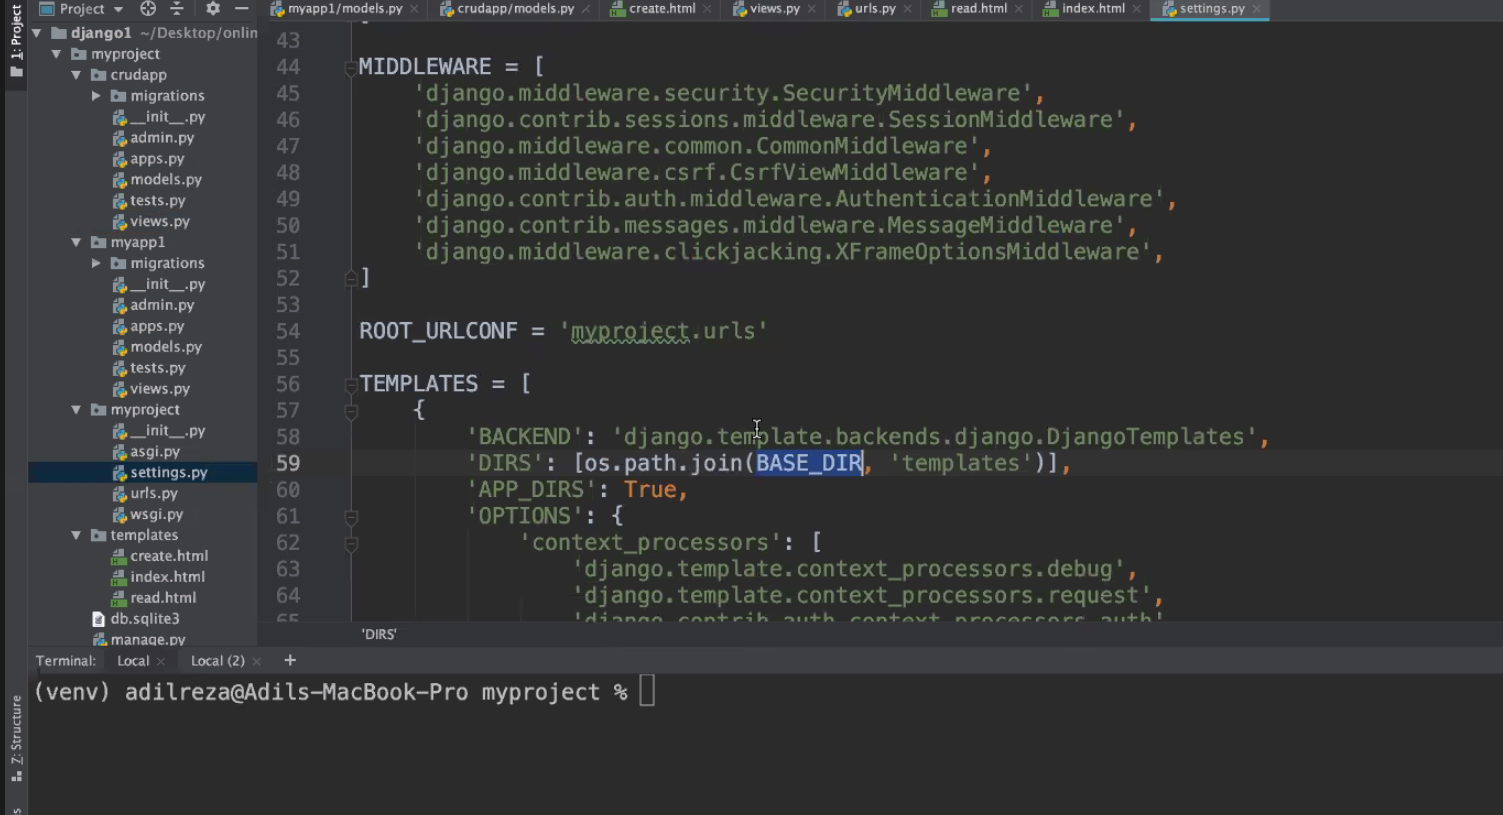 1: Project
Project
myapp1/models.py
crudapp/models.py
create.html
views.py
urls.py
read.html
index.html
settings.py
django1 ~/Desktop/onlin
myproject
crudapp
migrations
__init__.py
admin.py
apps.py
models.py
tests.py
views.py
myapp1
migrations
__init__.py
admin.py
apps.py
models.py
tests.py
views.py
myproject
__init__.py
asgi.py
settings.py
urls.py
wsgi.py
templates
create.html
index.html
read.html
db.sqlite3
manage.py
43
44 MIDDLEWARE = [
45 'django.middleware.security.SecurityMiddleware',
46 'django.contrib.sessions.middleware.SessionMiddleware',
47 'django.middleware.common.CommonMiddleware',
48 'django.middleware.csrf.CsrfViewMiddleware',
49 'django.contrib.auth.middleware.AuthenticationMiddleware',
50 'django.contrib.messages.middleware.MessageMiddleware',
51 'django.middleware.clickjacking.XFrameOptionsMiddleware',
52 ]
53
54 ROOT_URLCONF = 'myproject.urls'
55
56 TEMPLATES = [
57 {
58 'BACKEND': 'django.template.backends.django.DjangoTemplates',
59 'DIRS': [os.path.join(BASE_DIR, 'templates')],
60 'APP_DIRS': True,
61 'OPTIONS': {
62 'context_processors': [
63 'django.template.context_processors.debug',
64 'django.template.context_processors.request',
65 'django.contrib.auth.context_processors.auth'
'DIRS'
Terminal: Local Local (2) +
(venv) adilreza@Adils-MacBook-Pro myproject %
Z: Structure